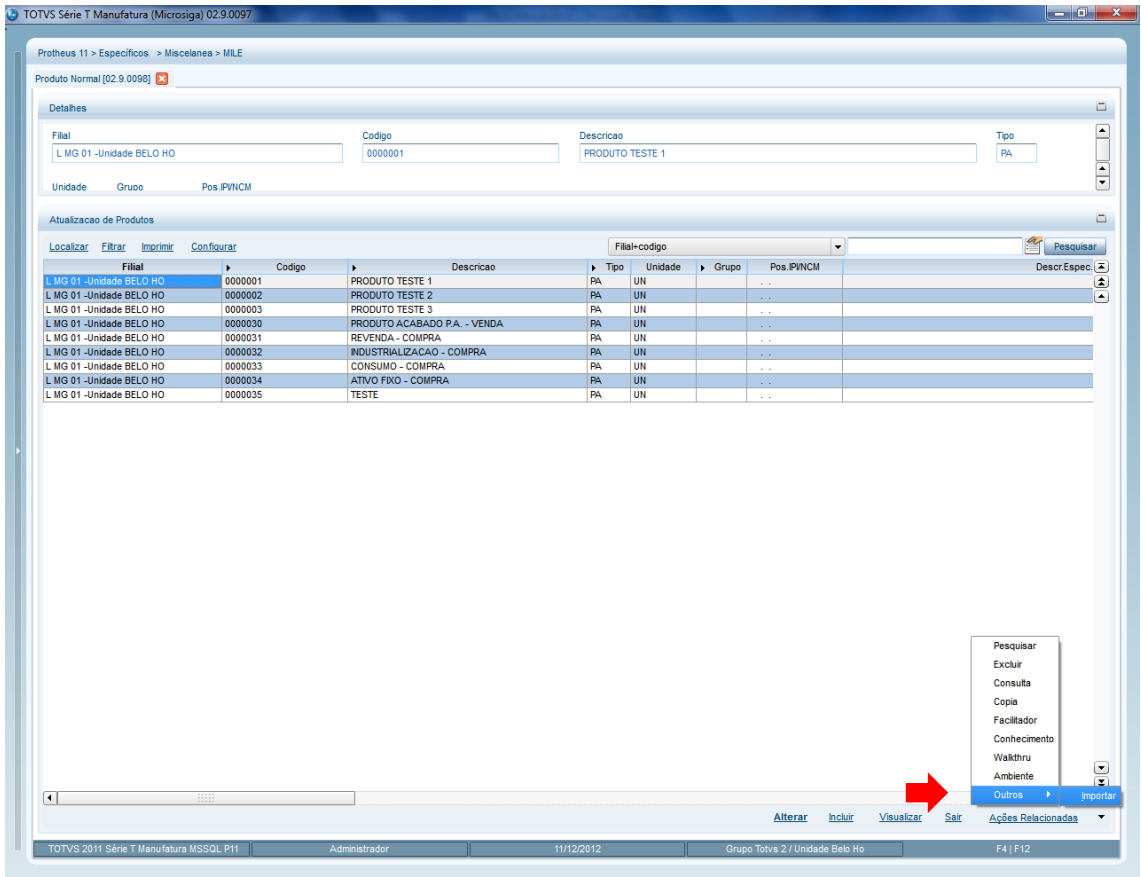 TOTVS Série T Manufatura (Microsiga) 02.9.0097
Protheus 11 > Específicos > Miscelanea > MILE
Produto Normal [02.9.0098]
Detalhes
Filial Codigo Descricao Tipo
L MG 01 -Unidade BELO HO 0000001 PRODUTO TESTE 1 PA
Unidade Grupo Pos.IPI/NCM
Atualizacao de Produtos
Localizar Filtrar Imprimir Configurar Filial+codigo Pesquisar
Filial Codigo Descricao Tipo Unidade Grupo Pos.IPI/NCM Descr.Espec.
L MG 01 -Unidade BELO HO 0000001 PRODUTO TESTE 1 PA UN . .
L MG 01 -Unidade BELO HO 0000002 PRODUTO TESTE 2 PA UN . .
L MG 01 -Unidade BELO HO 0000003 PRODUTO TESTE 3 PA UN . .
L MG 01 -Unidade BELO HO 0000030 PRODUTO ACABADO P.A. - VENDA PA UN . .
L MG 01 -Unidade BELO HO 0000031 REVENDA - COMPRA PA UN . .
L MG 01 -Unidade BELO HO 0000032 INDUSTRIALIZACAO - COMPRA PA UN . .
L MG 01 -Unidade BELO HO 0000033 CONSUMO - COMPRA PA UN . .
L MG 01 -Unidade BELO HO 0000034 ATIVO FIXO - COMPRA PA UN . .
L MG 01 -Unidade BELO HO 0000035 TESTE PA UN . .
Pesquisar
Excluir
Consulta
Copia
Facilitador
Conhecimento
Walkthru
Ambiente
Outros Importar
Alterar Incluir Visualizar Sair Ações Relacionadas
TOTVS 2011 Série T Manufatura MSSQL P11 Administrador 11/12/2012 Grupo Totvs 2 / Unidade Belo Ho F4 | F12